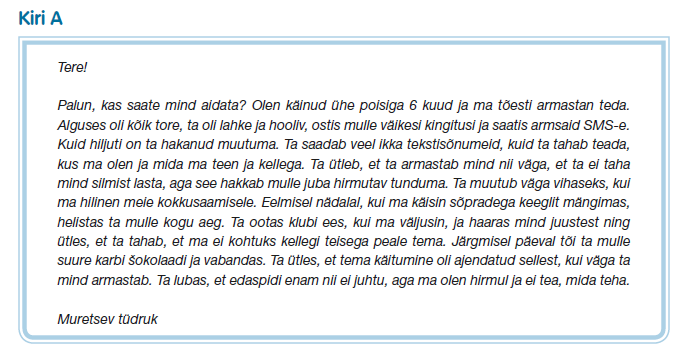 Kiri A
Tere!
Palun, kas saate mind aidata? Olen käinud ühe poisiga 6 kuud ja ma tõesti armastan teda.
Alguses oli kõik tore, ta oli lahke ja hooliv, ostis mulle väikesi kingitusi ja saatis armsaid SMS-e.
Kuid hiljuti on ta hakanud muutuma. Ta saadab veel ikka tekstisõnumeid, kuid ta tahab teada,
kus ma olen ja mida ma teen ja kellega. Ta ütleb, et ta armastab mind nii väga, et ta ei taha
mind silmist lasta, aga see hakkab mulle juba hirmutav tunduma. Ta muutub väga vihaseks, kui
ma hilinen meie kokkusaamisele. Eelmisel nädalal, kui ma käisin sõpradega keeglit mängimas,
helistas ta mulle kogu aeg. Ta ootas klubi ees, kui ma väljusin, ja haaras mind juustest ning
ütles, et ta tahab, et ma ei kohtuks kellegi teisega peale tema. Järgmisel päeval tõi ta mulle
suure karbi šokolaadi ja vabandas. Ta ütles, et tema käitumine oli ajendatud sellest, kui väga ta
mind armastab. Ta lubas, et edaspidi enam nii ei juhtu, aga ma olen hirmul ja ei tea, mida teha.
Muretsev tüdruk